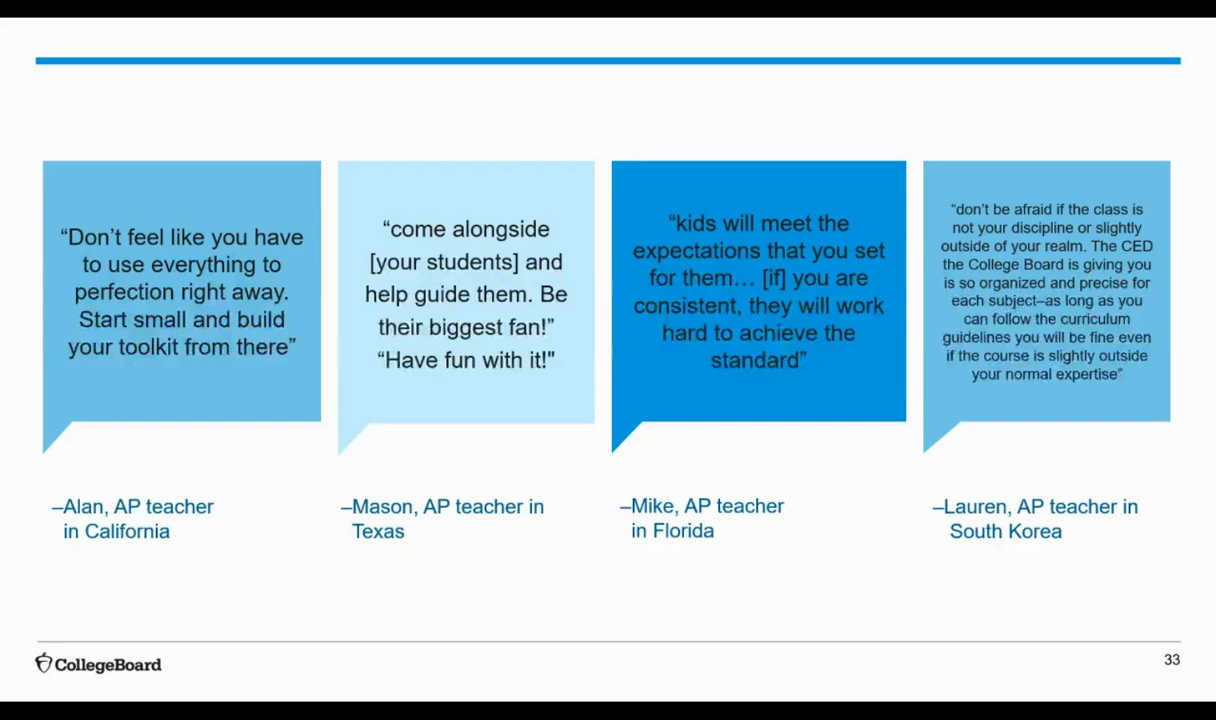 “Don’t feel like you have
to use everything to
perfection right away.
Start small and build
your toolkit from there”
“come alongside
[your students] and
help guide them. Be
their biggest fan!”
“Have fun with it!"
“kids will meet the
expectations that you set
for them… [if] you are
consistent, they will work
hard to achieve the
standard”
“don’t be afraid if the class is
not your discipline or slightly
outside of your realm. The CED
the College Board is giving you
is so organized and precise for
each subject–as long as you
can follow the curriculum
guidelines you will be fine even
if the course is slightly outside
your normal expertise”
–Alan, AP teacher
in California
–Mason, AP teacher in
Texas
–Mike, AP teacher
in Florida
–Lauren, AP teacher in
South Korea
CollegeBoard
33